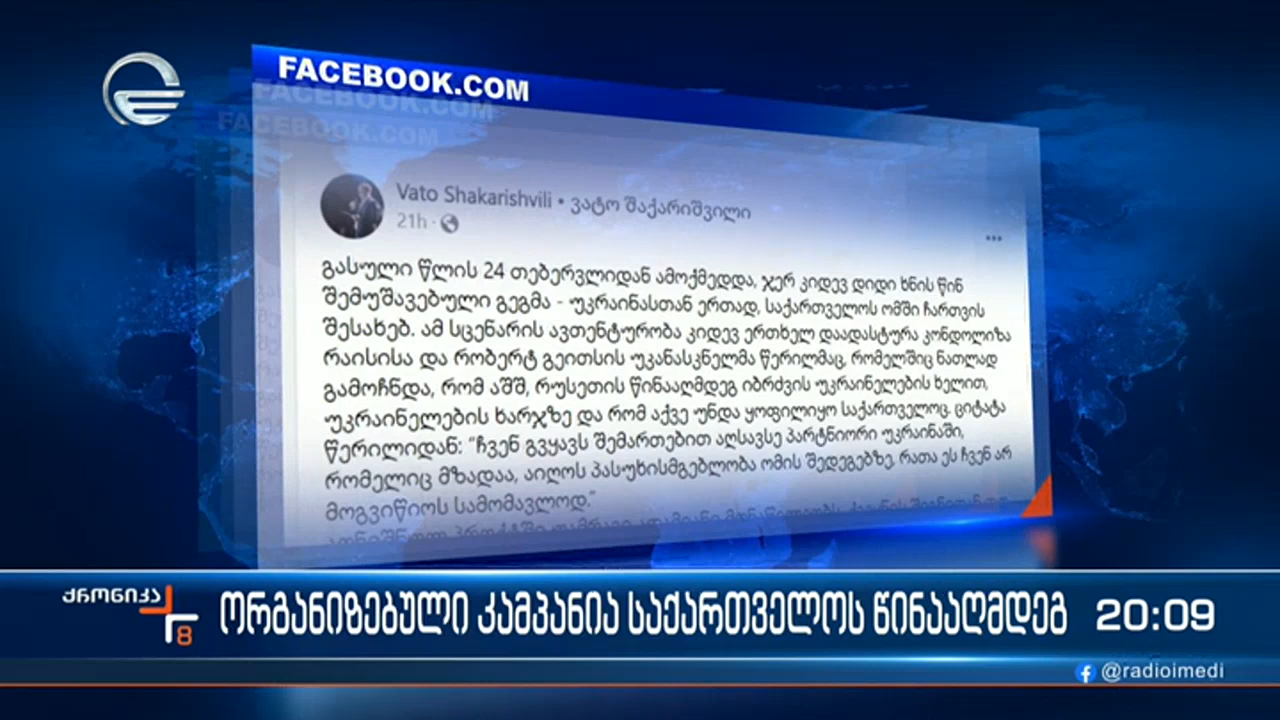 FACEBOOK.COM
FACEBOOK.COM
FACEBOOK.COM
Vato Shakarishvili • ვატო შაქარიშვილი
21h ·
გასული წლის 24 თებერვლიდან ამოქმედდა, ჯერ კიდევ დიდი ხნის წინ
შემუშავებული გეგმა - უკრაინასთან ერთად, საქართველოს ომში ჩართვის
შესახებ. ამ სცენარის ავთენტურობა კიდევ ერთხელ დაადასტურა კონდოლიზა
რაისისა და რობერტ გეითსის უკანასკნელმა წერილმაც, რომელშიც ნათლად
გამოჩნდა, რომ აშშ, რუსეთის წინააღმდეგ იბრძვის უკრაინელების ხელით,
უკრაინელების ხარჯზე და რომ აქვე უნდა ყოფილიყო საქართველოც. ციტატა
წერილიდან: “ჩვენ გვყავს შემართებით აღსავსე პარტნიორი უკრაინაში,
რომელიც მზადაა, აიღოს პასუხისმგებლობა ომის შედეგებზე, რათა ეს ჩვენ არ
მოგვიწიოს სამომავლოდ.”
ქრონიკა
8
ორგანიზებული კამპანია საქართველოს წინააღმდეგ
20:09
@radioimedi